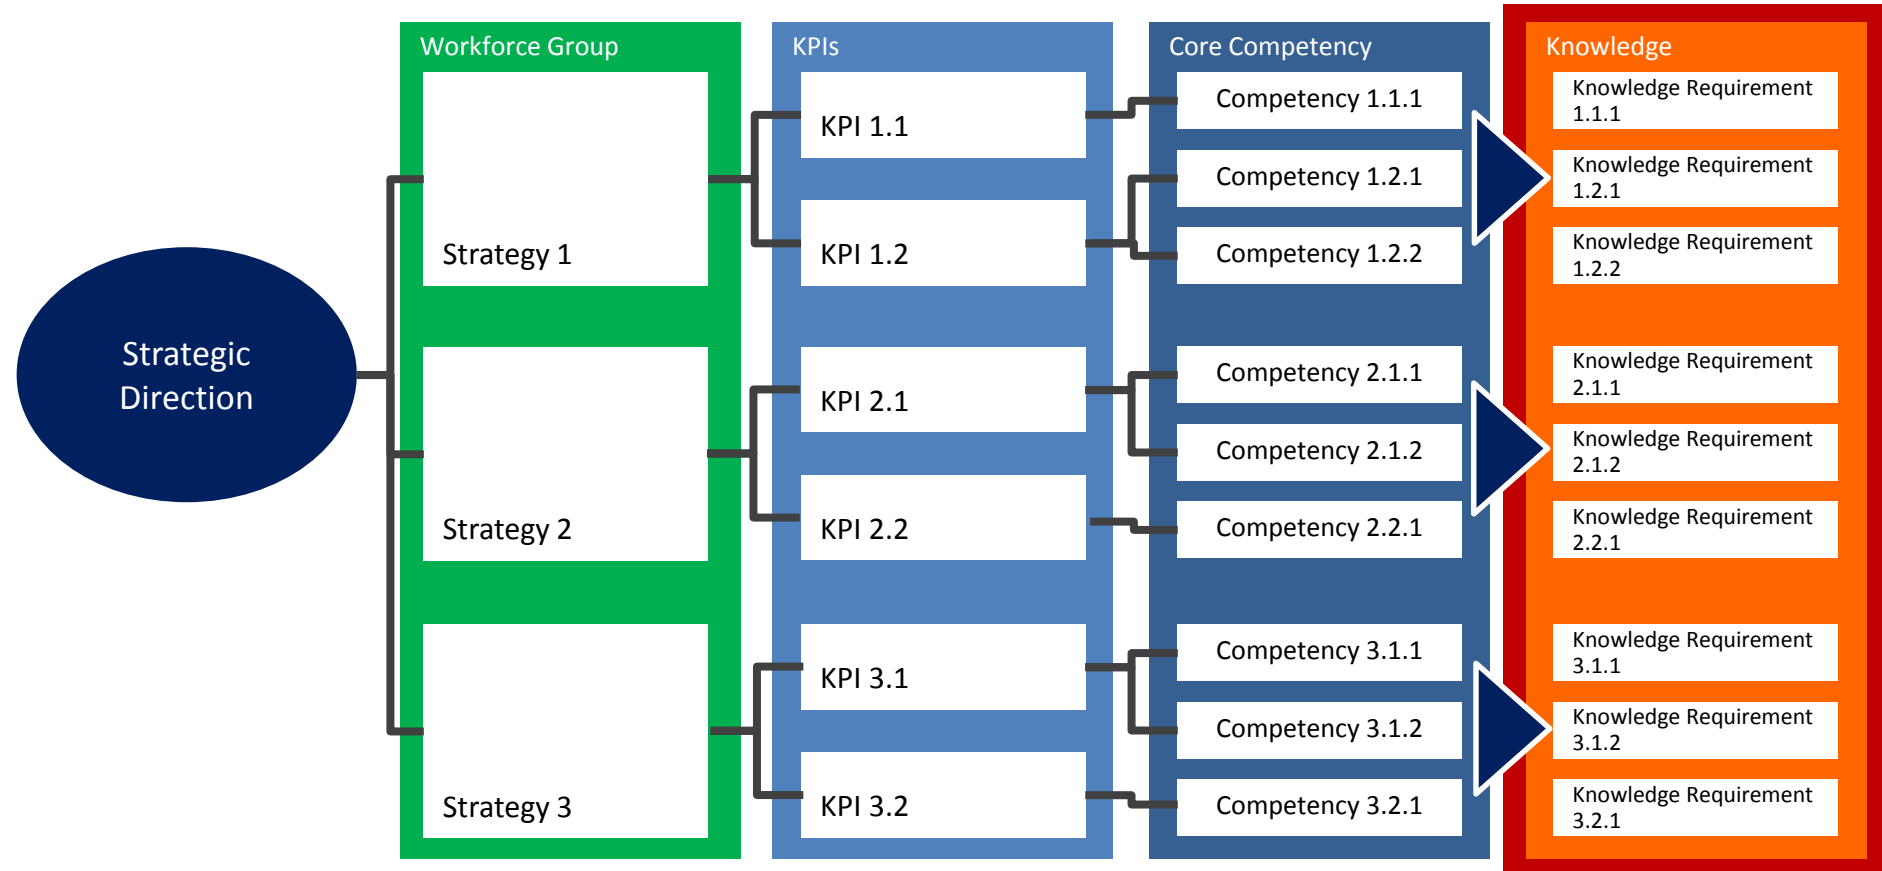 Workforce Group
KPIs
Core Competency
Knowledge
Strategic
Direction
Strategy 1
Strategy 2
Strategy 3
KPI 1.1
KPI 1.2
KPI 2.1
KPI 2.2
KPI 3.1
KPI 3.2
Competency 1.1.1
Competency 1.2.1
Competency 1.2.2
Competency 2.1.1
Competency 2.1.2
Competency 2.2.1
Competency 3.1.1
Competency 3.1.2
Competency 3.2.1
Knowledge Requirement
1.1.1
Knowledge Requirement
1.2.1
Knowledge Requirement
1.2.2
Knowledge Requirement
2.1.1
Knowledge Requirement
2.1.2
Knowledge Requirement
2.2.1
Knowledge Requirement
3.1.1
Knowledge Requirement
3.1.2
Knowledge Requirement
3.2.1